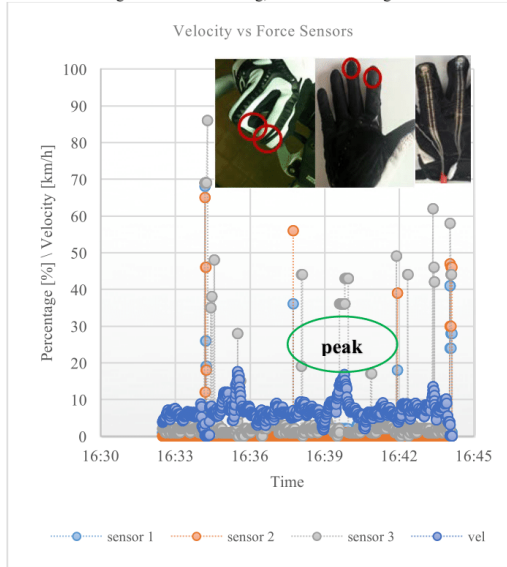 Velocity vs Force Sensors
100
90
80
70
60
50
40
30
20
10
0
Percentage [%] \ Velocity [km/h]
peak
16:30 16:33 16:36 16:39 16:42 16:45
Time
sensor 1 sensor 2 sensor 3 vel